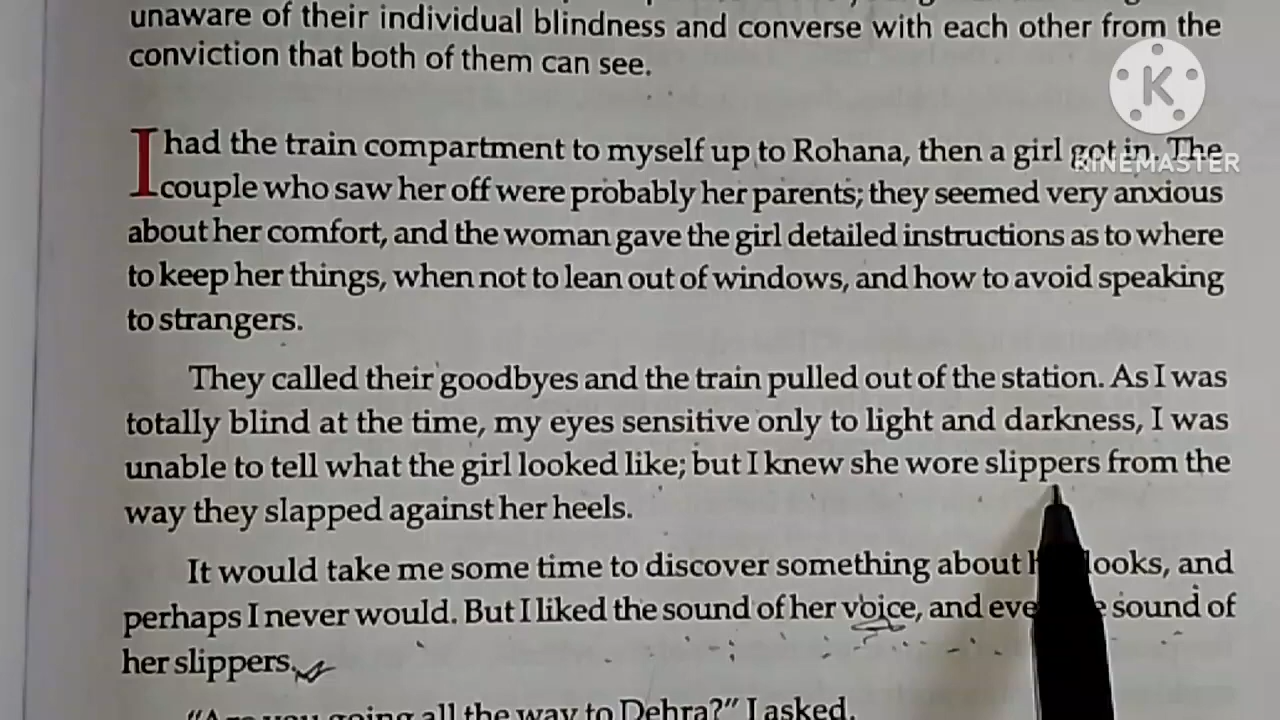 unaware of their individual blindness and converse with each other from the
conviction that both of them can see.
K
KINEMASTER
I had the train compartment to myself up to Rohana, then a girl got in. The
couple who saw her off were probably her parents; they seemed very anxious
about her comfort, and the woman gave the girl detailed instructions as to where
to keep her things, when not to lean out of windows, and how to avoid speaking
to strangers.
They called their goodbyes and the train pulled out of the station. As I was
totally blind at the time, my eyes sensitive only to light and darkness, I was
unable to tell what the girl looked like; but I knew she wore slippers from the
way they slapped against her heels.
It would take me some time to discover something about looks, and
perhaps I never would. But I liked the sound of her voice, and sound of
her slippers.
"Are you going all the way to Dehra?" I asked.